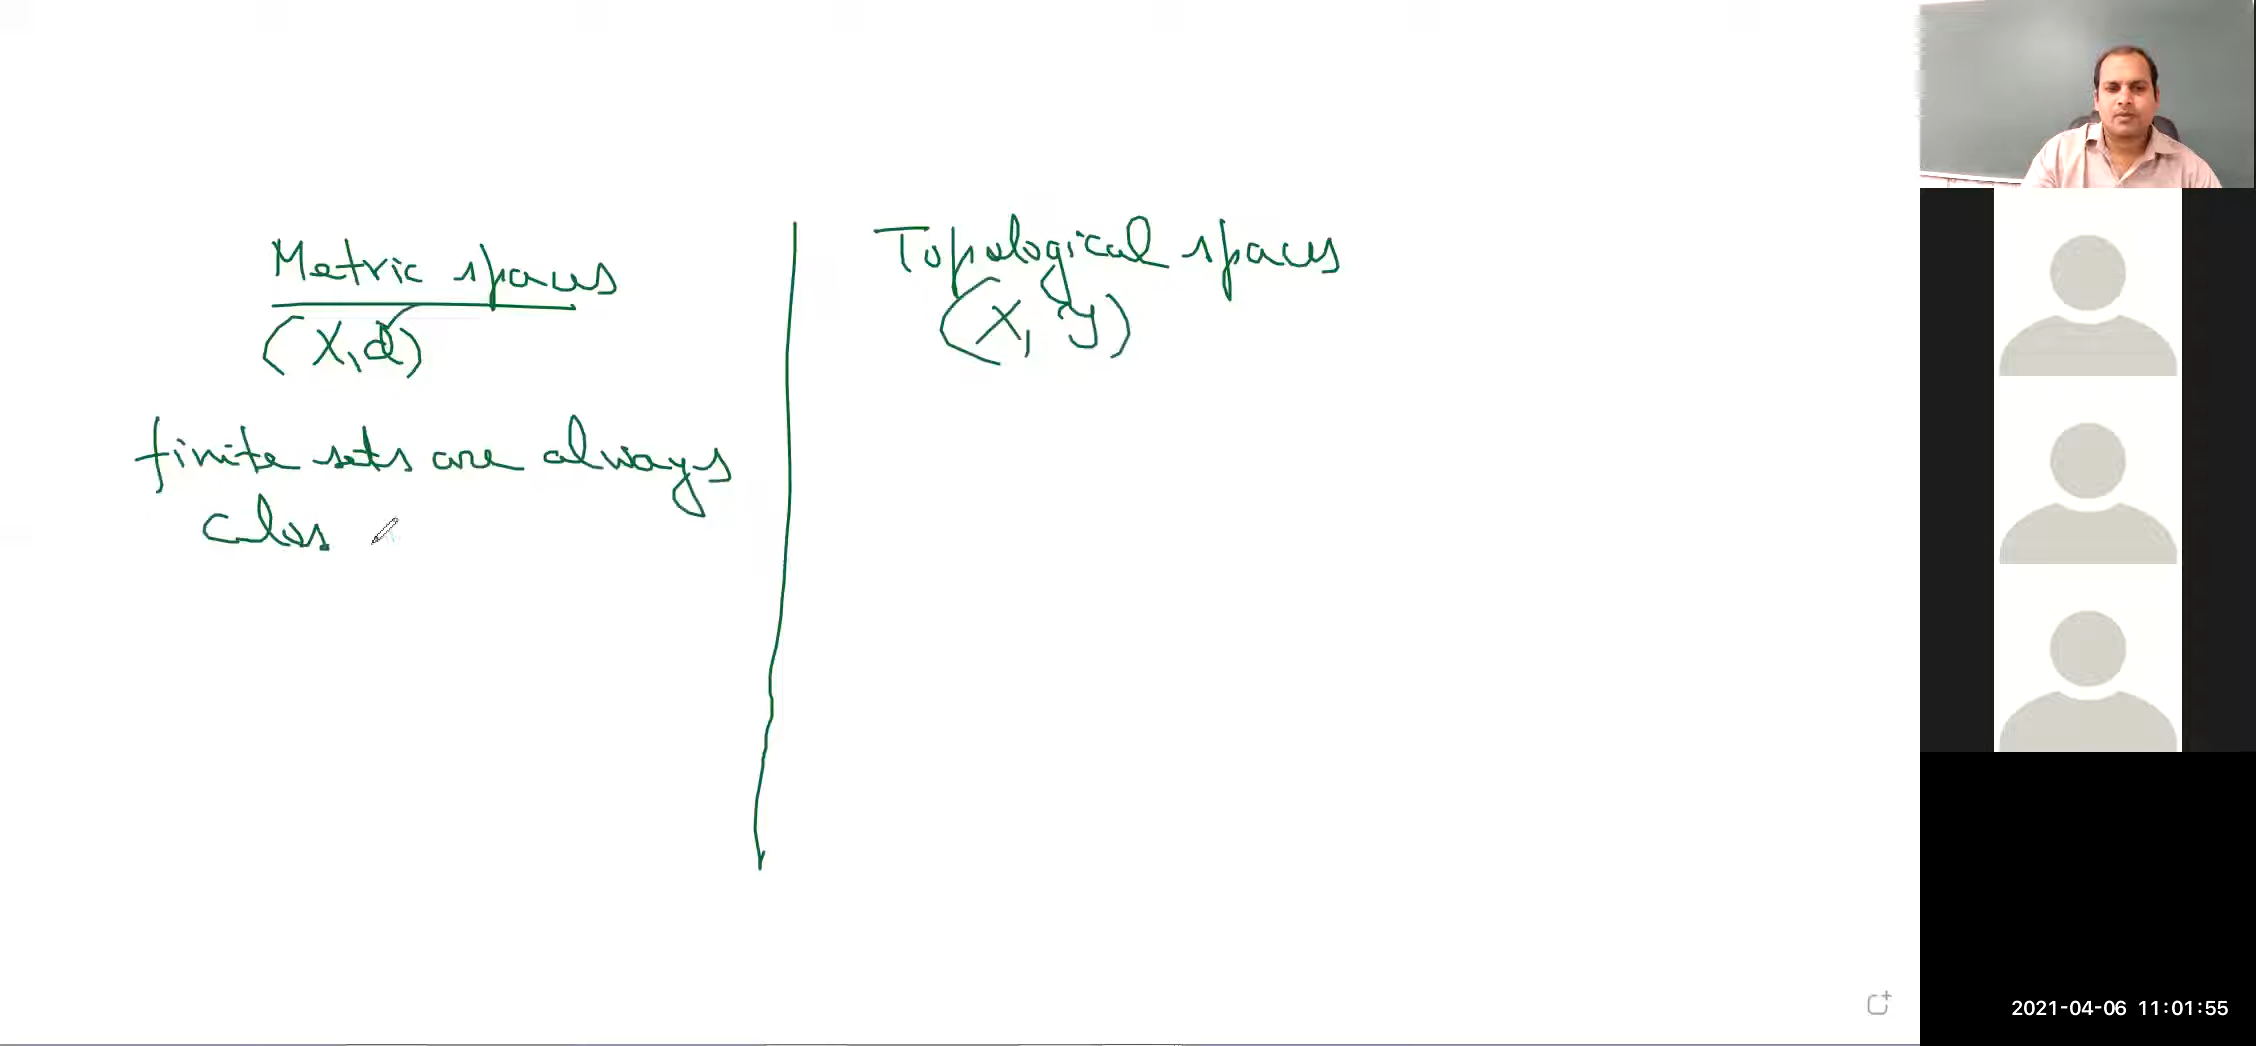 Metric spaces
(X, d)
finite sets are always
clos
Topological spaces
(X, Y)
2021-04-06 11:01:55